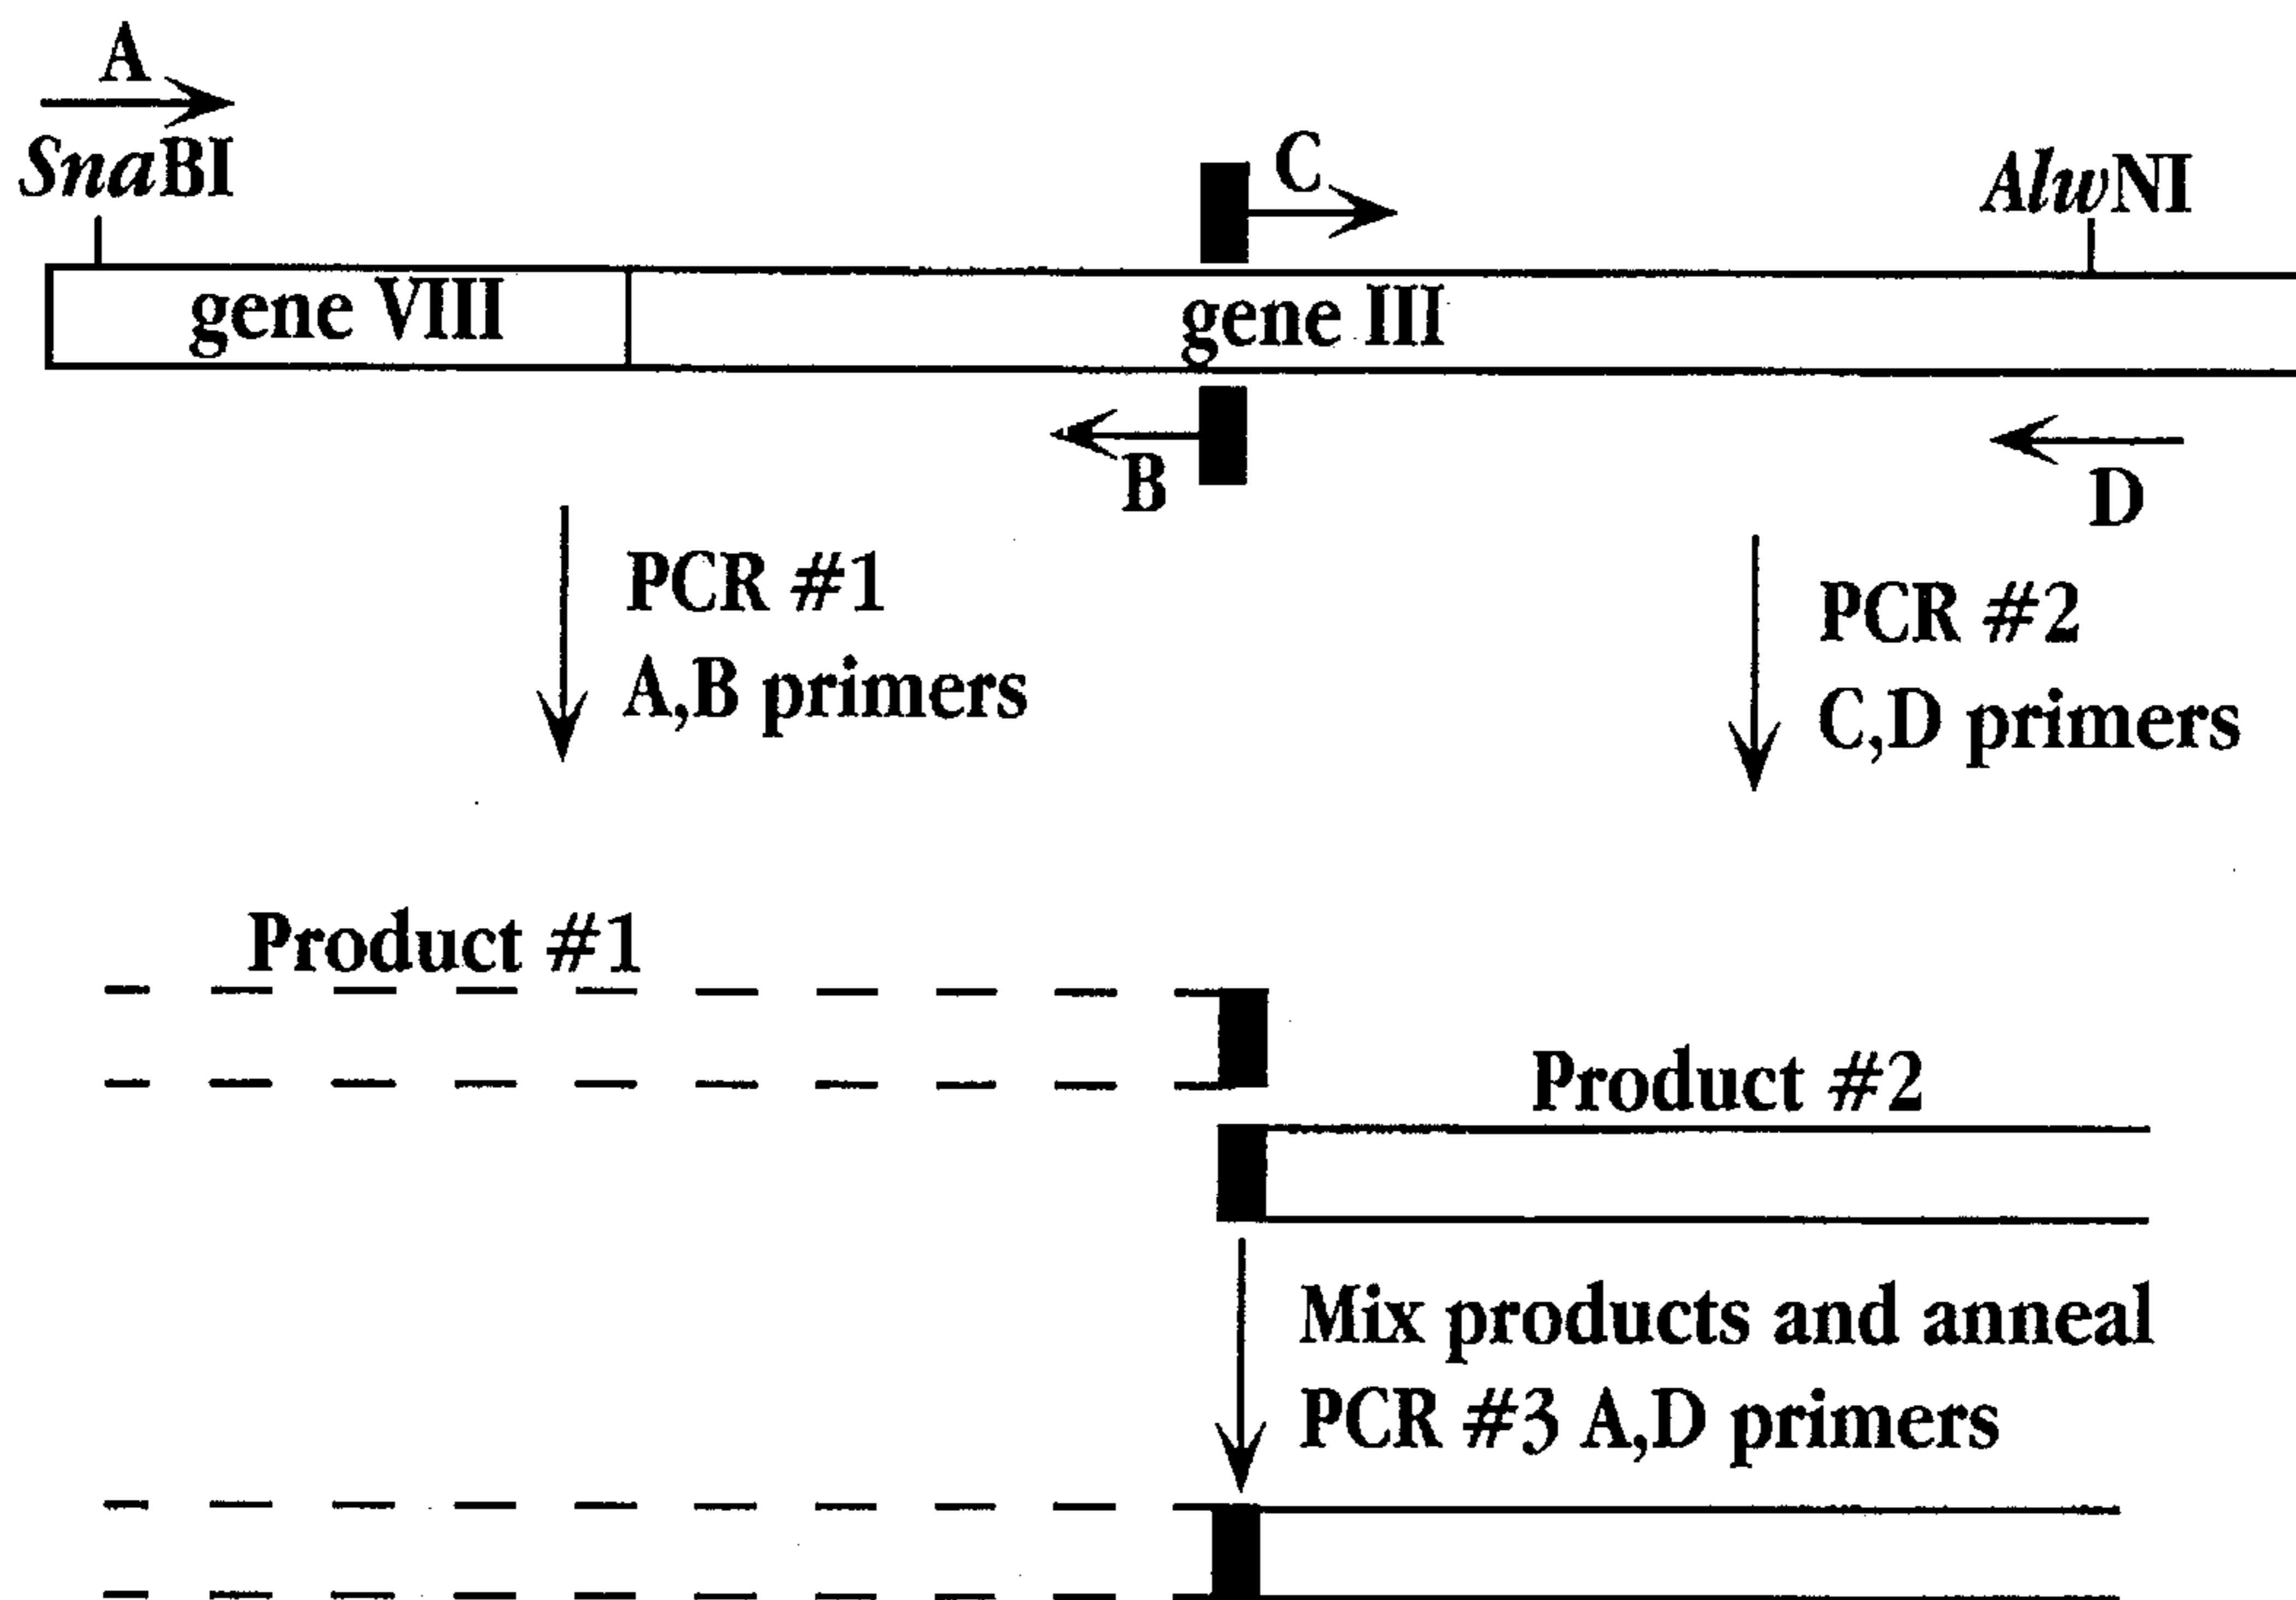 A
SnaBI
C
AlwNI
gene VIII
gene III
B
D
PCR #1
A,B primers
PCR #2
C,D primers
Product #1
Product #2
Mix products and anneal
PCR #3 A,D primers